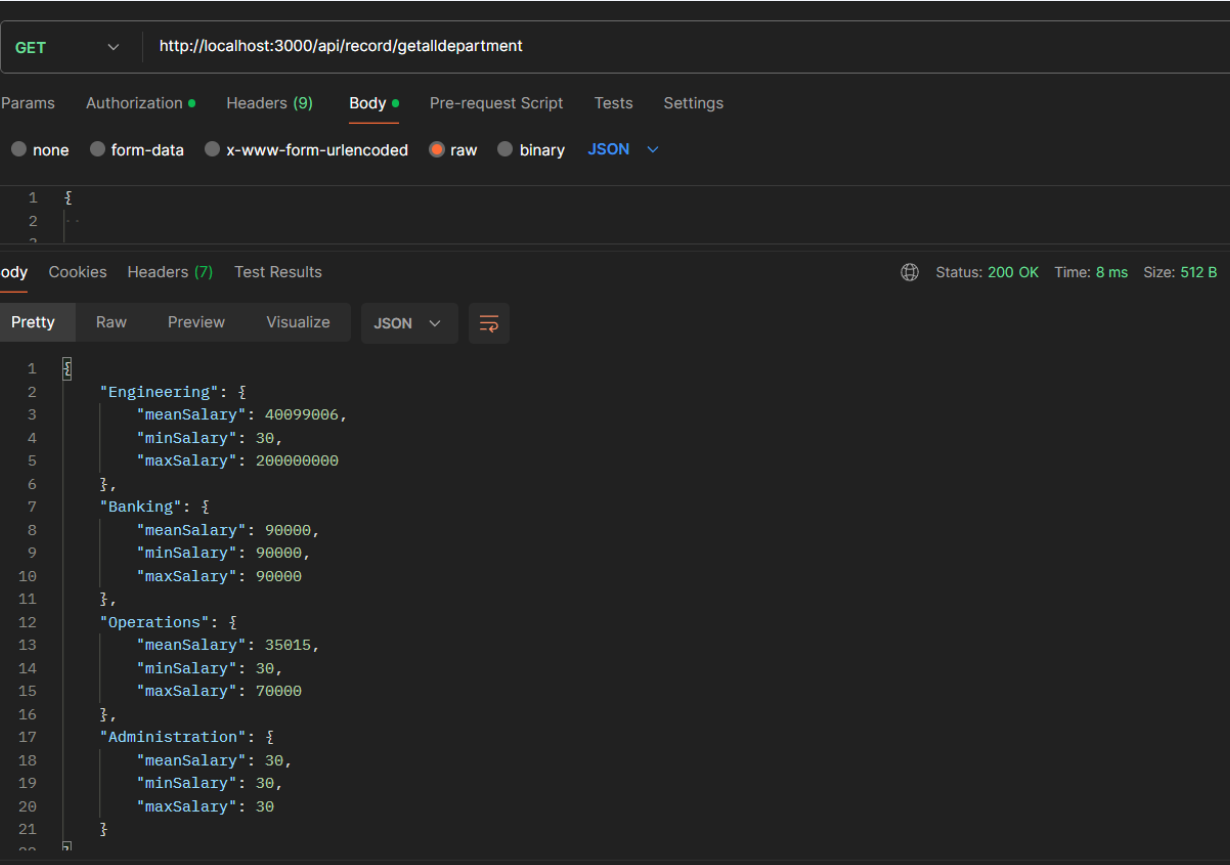 GET http://localhost:3000/api/record/getalldepartment
Params Authorization Headers (9) Body Pre-request Script Tests Settings
none form-data x-www-form-urlencoded raw binary JSON
1 {
2
ody Cookies Headers (7) Test Results Status: 200 OK Time: 8 ms Size: 512 B
Pretty Raw Preview Visualize JSON
1 {
2 "Engineering": {
3 "meanSalary": 40099006,
4 "minSalary": 30,
5 "maxSalary": 200000000
6 },
7 "Banking": {
8 "meanSalary": 90000,
9 "minSalary": 90000,
10 "maxSalary": 90000
11 },
12 "Operations": {
13 "meanSalary": 35015,
14 "minSalary": 30,
15 "maxSalary": 70000
16 },
17 "Administration": {
18 "meanSalary": 30,
19 "minSalary": 30,
20 "maxSalary": 30
21 }